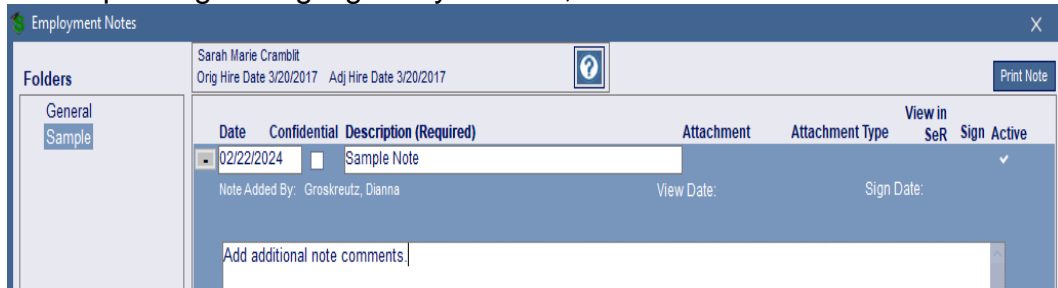 Employment Notes X
Folders
General
Sample
Sarah Marie Cramblit
Orig Hire Date 3/20/2017 Adj Hire Date 3/20/2017
?
Print Note
Date Confidential Description (Required) Attachment Attachment Type View in SeR Sign Active
02/22/2024 Sample Note
Note Added By: Groskreutz, Dianna View Date: Sign Date:
Add additional note comments.